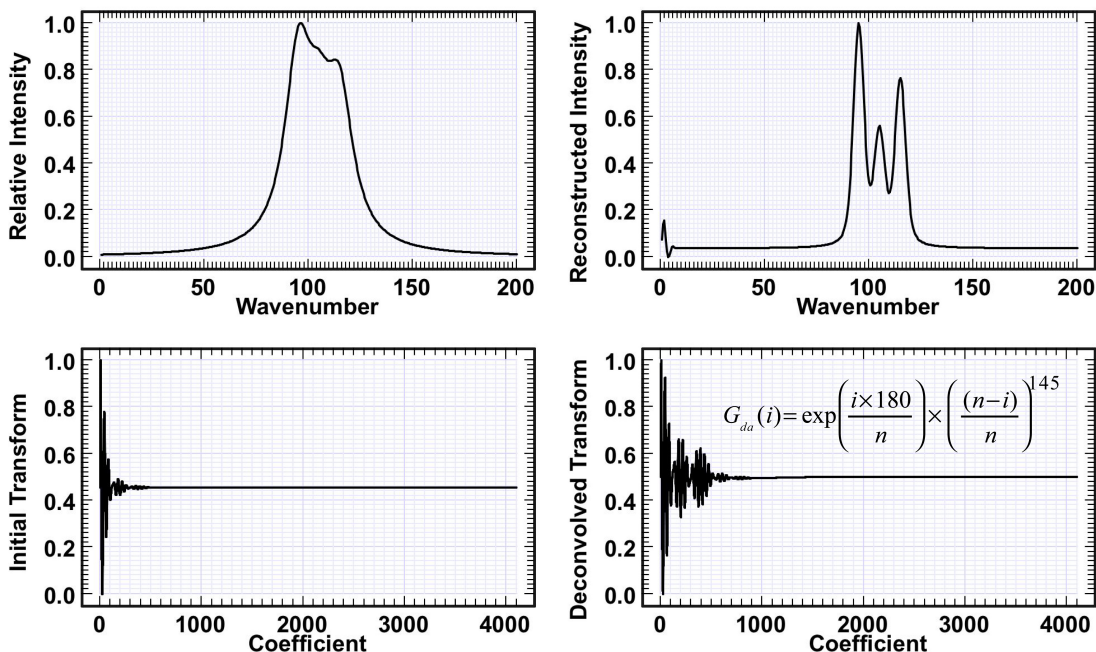 Relative Intensity
1.0
0.8
0.6
0.4
0.2
0.0
0 50 100 150 200
Wavenumber
Reconstructed Intensity
1.0
0.8
0.6
0.4
0.2
0.0
0 50 100 150 200
Wavenumber
Initial Transform
1.0
0.8
0.6
0.4
0.2
0.0
0 1000 2000 3000 4000
Coefficient
Deconvolved Transform
1.0
0.8
0.6
0.4
0.2
0.0
G_da (i)=exp(i×180/n)×((n−i)/n)^145
0 1000 2000 3000 4000
Coefficient